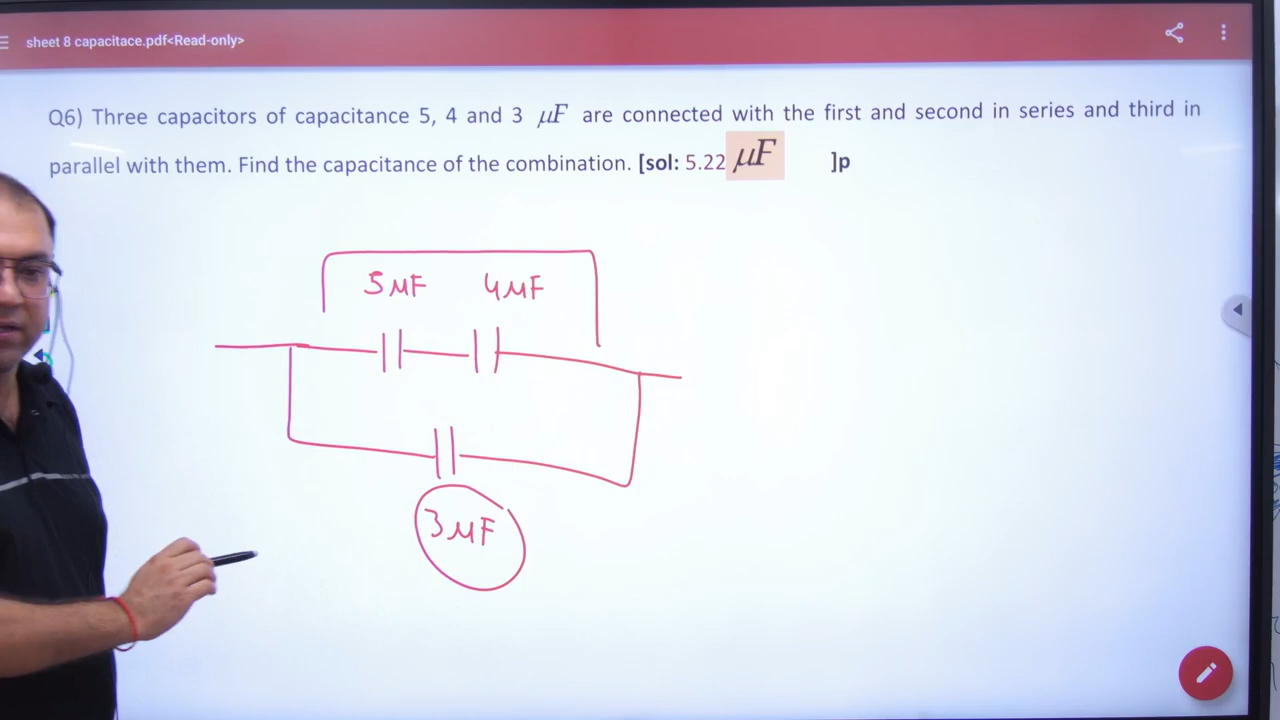 sheet 8 capacitace.pdf<Read-only>
Q6) Three capacitors of capacitance 5, 4 and 3 μF are connected with the first and second in series and third in
parallel with them. Find the capacitance of the combination. [sol: 5.22 μF ]p
5μF 4μF
3μF